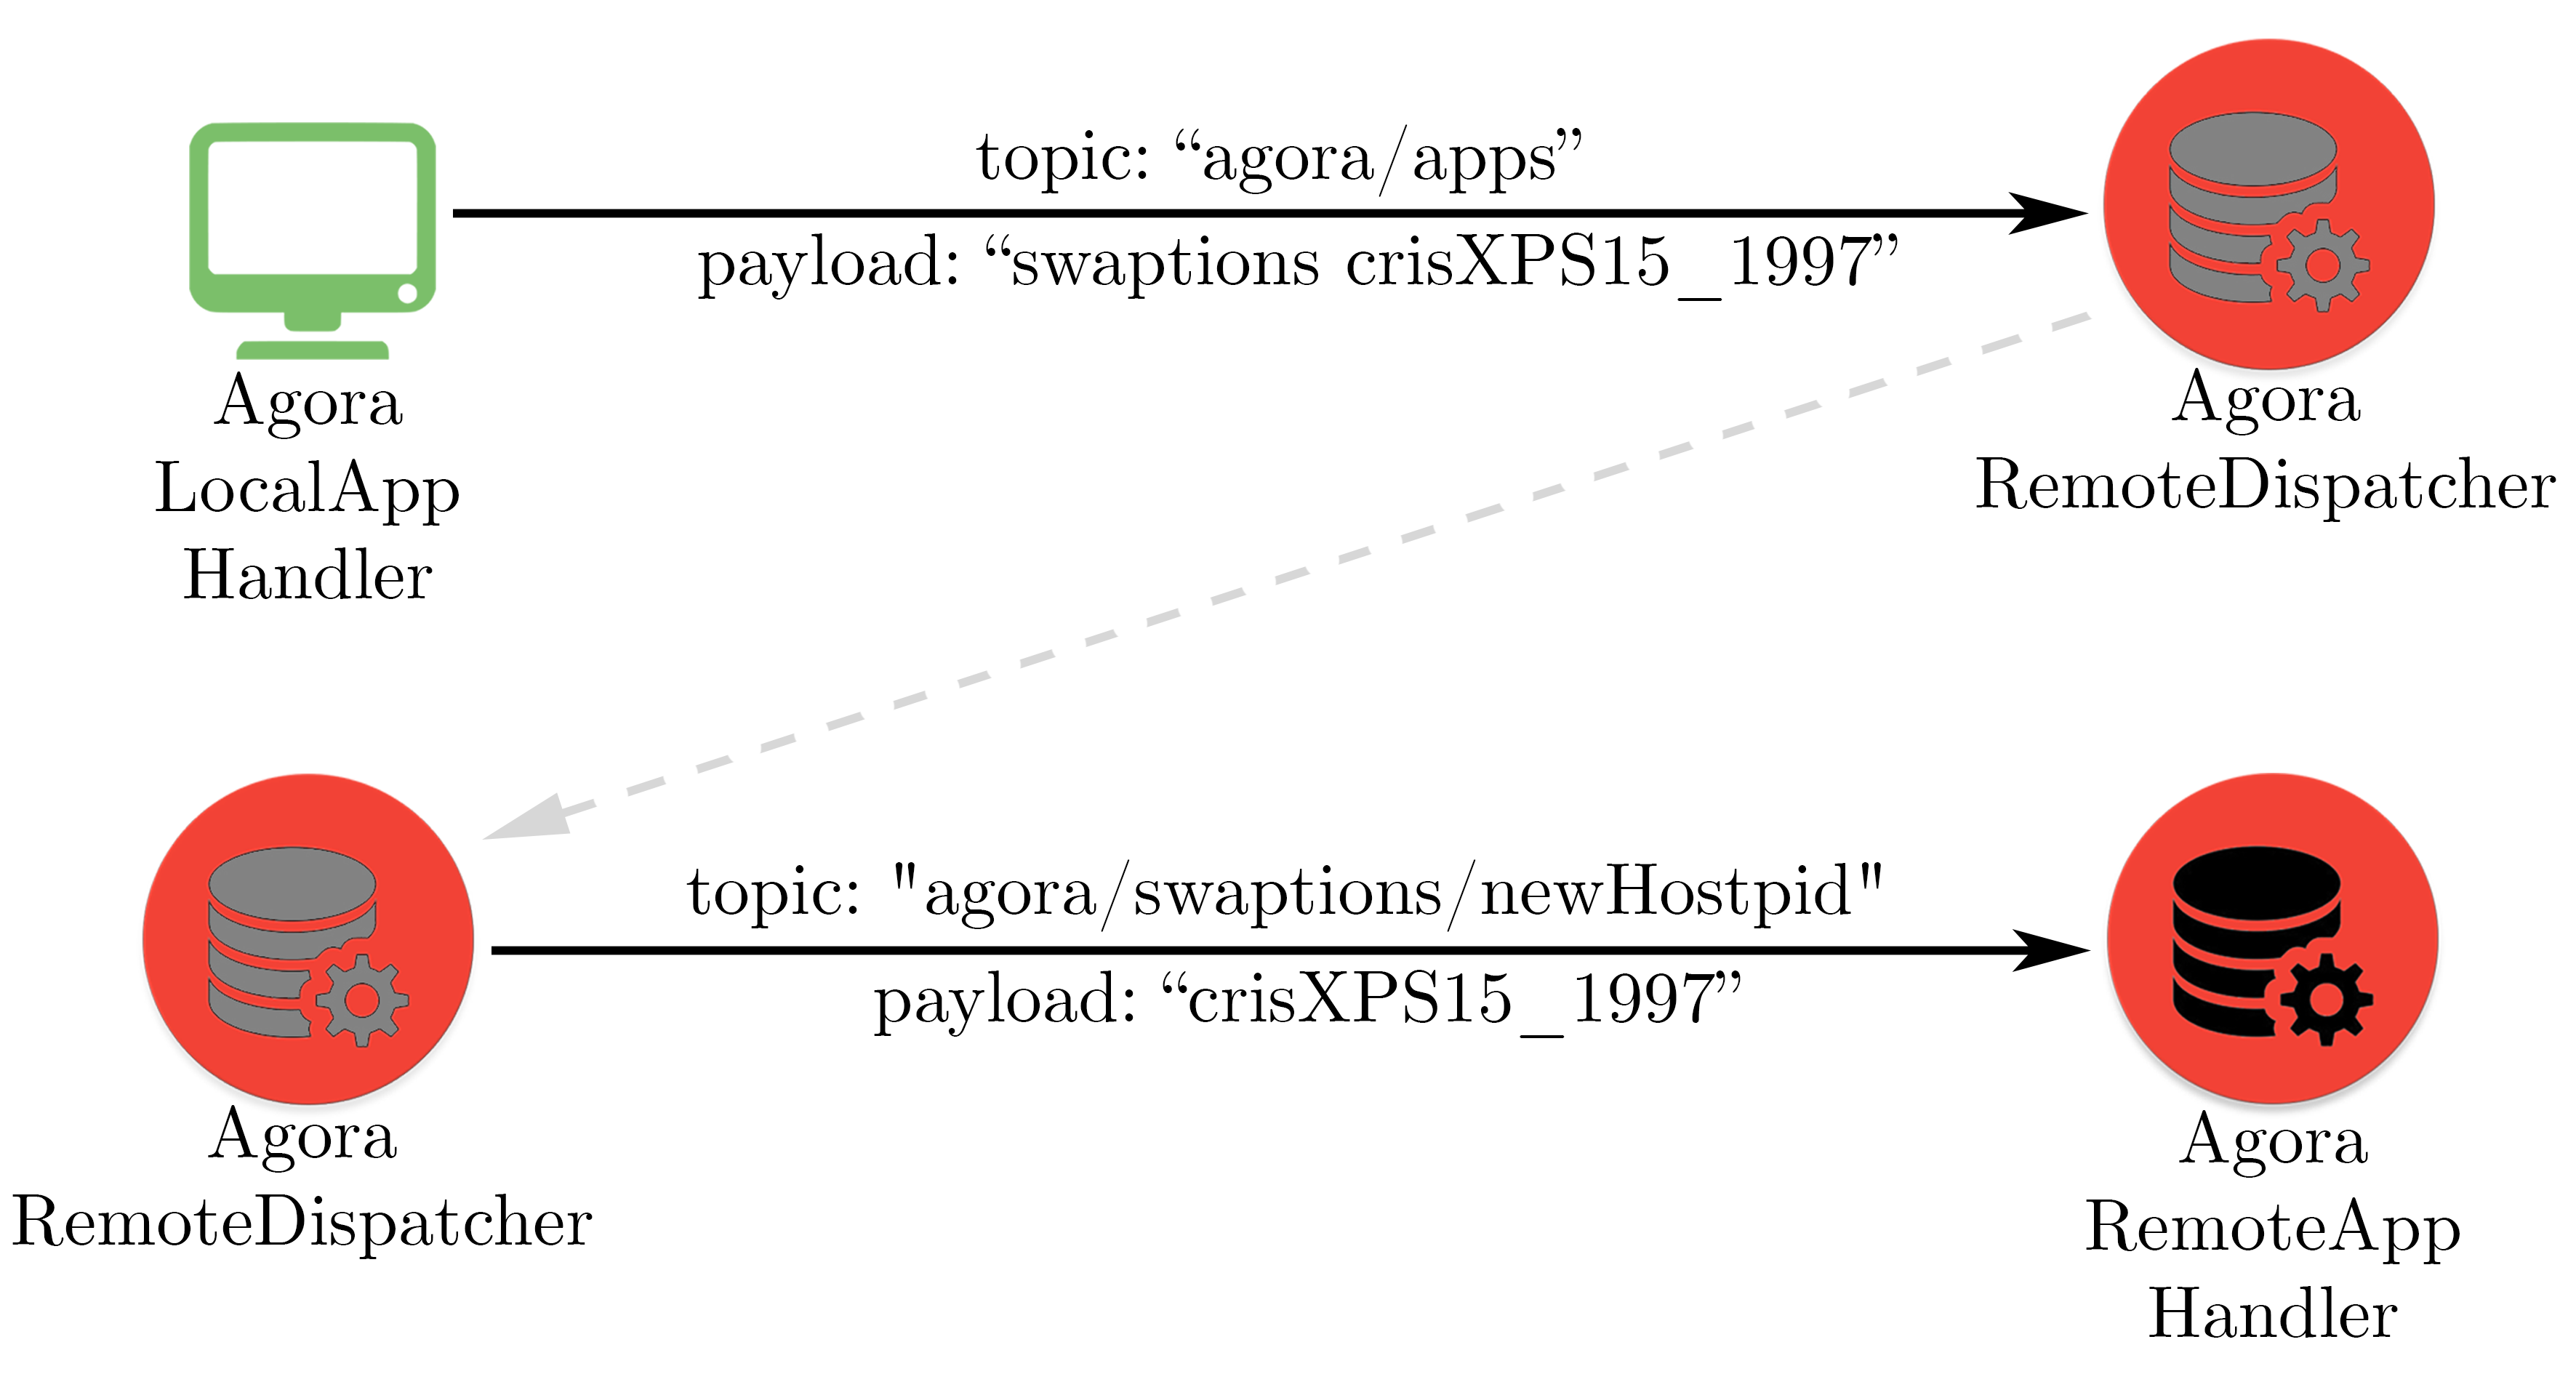 topic: “agora/apps”
payload: “swaptions crisXPS15_1997”
Agora
LocalApp
Handler
Agora
RemoteDispatcher
topic: "agora/swaptions/newHostpid"
payload: “crisXPS15_1997”
Agora
RemoteDispatcher
Agora
RemoteApp
Handler